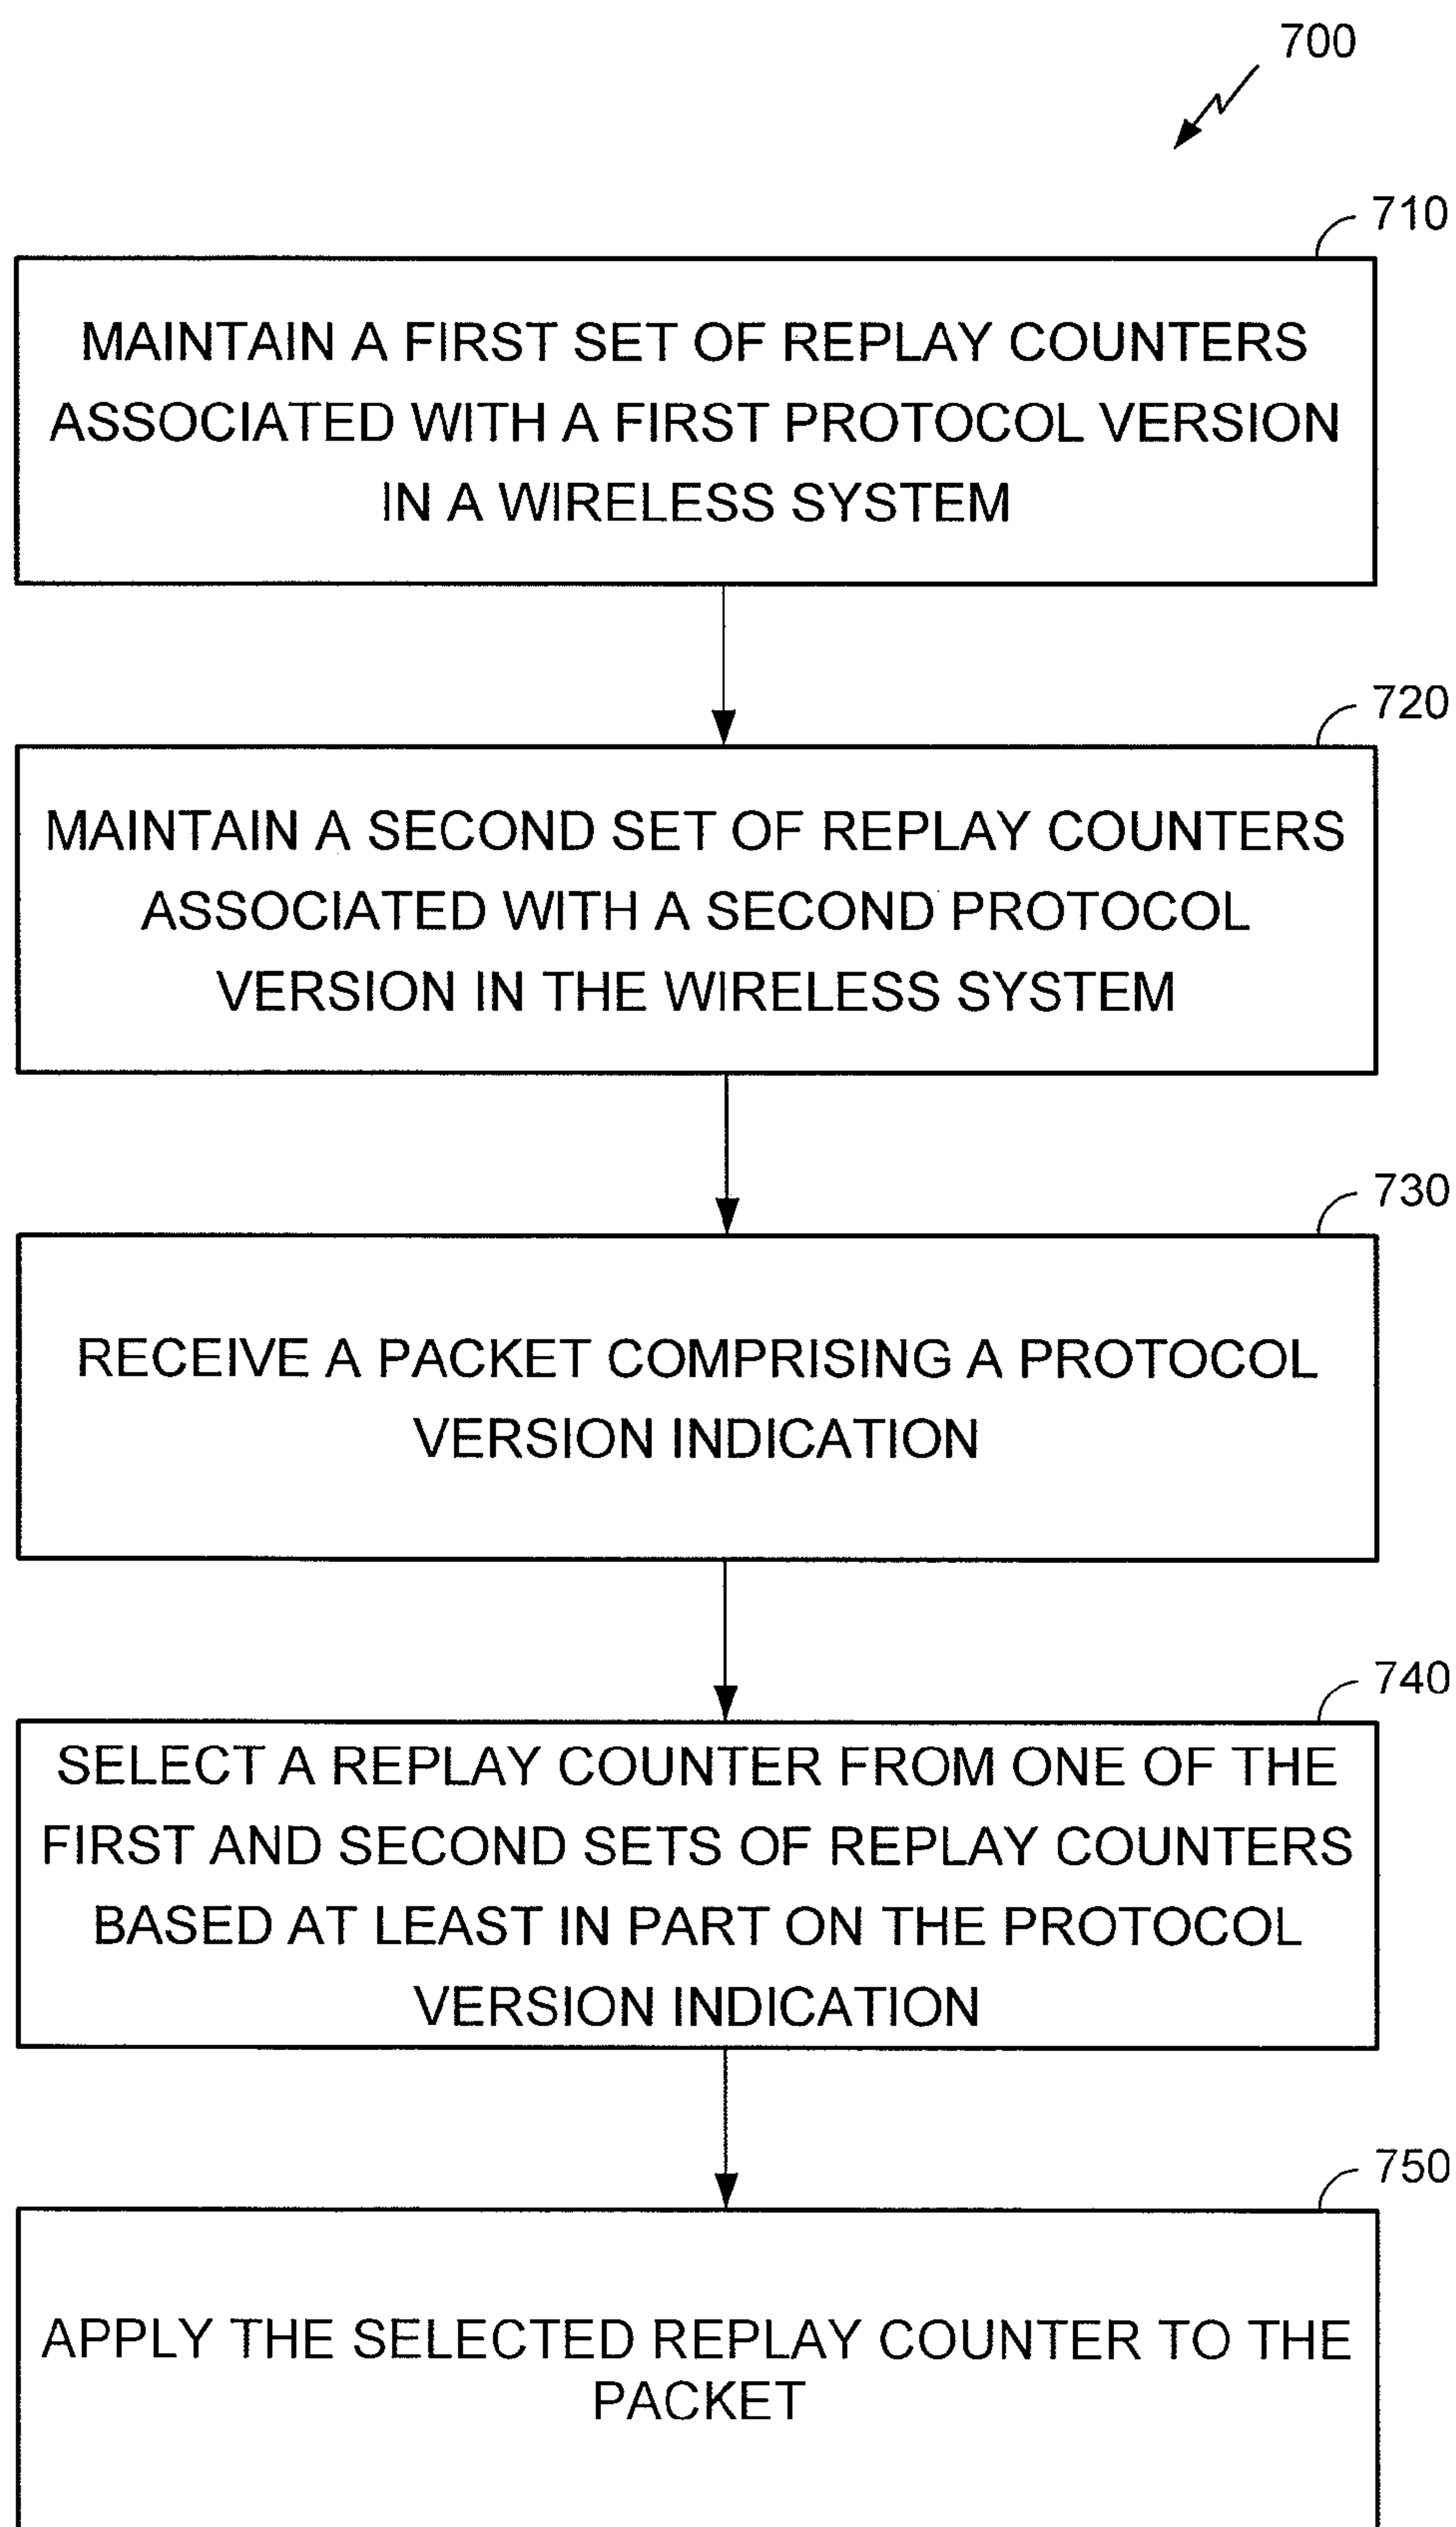 700
710
MAINTAIN A FIRST SET OF REPLAY COUNTERS
ASSOCIATED WITH A FIRST PROTOCOL VERSION
IN A WIRELESS SYSTEM
720
MAINTAIN A SECOND SET OF REPLAY COUNTERS
ASSOCIATED WITH A SECOND PROTOCOL
VERSION IN THE WIRELESS SYSTEM
730
RECEIVE A PACKET COMPRISING A PROTOCOL
VERSION INDICATION
740
SELECT A REPLAY COUNTER FROM ONE OF THE
FIRST AND SECOND SETS OF REPLAY COUNTERS
BASED AT LEAST IN PART ON THE PROTOCOL
VERSION INDICATION
750
APPLY THE SELECTED REPLAY COUNTER TO THE
PACKET